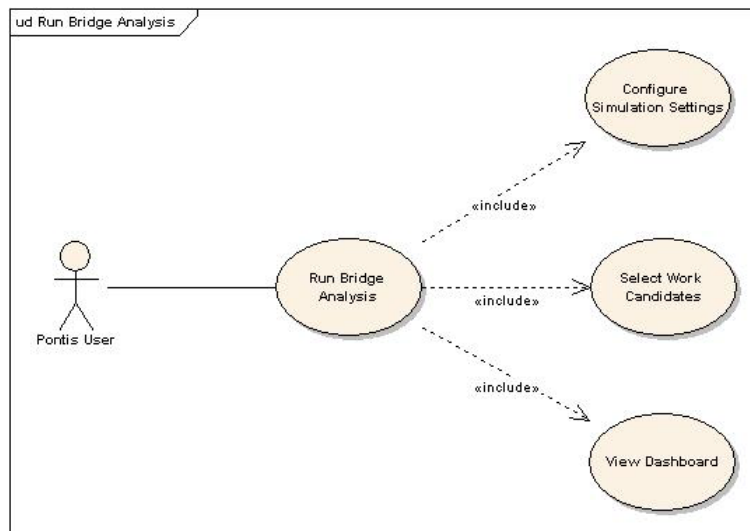 ud Run Bridge Analysis
Configure
Simulation Settings
«include»
Run Bridge
Analysis
«include»
Select Work
Candidates
Pontis User
«include»
View Dashboard